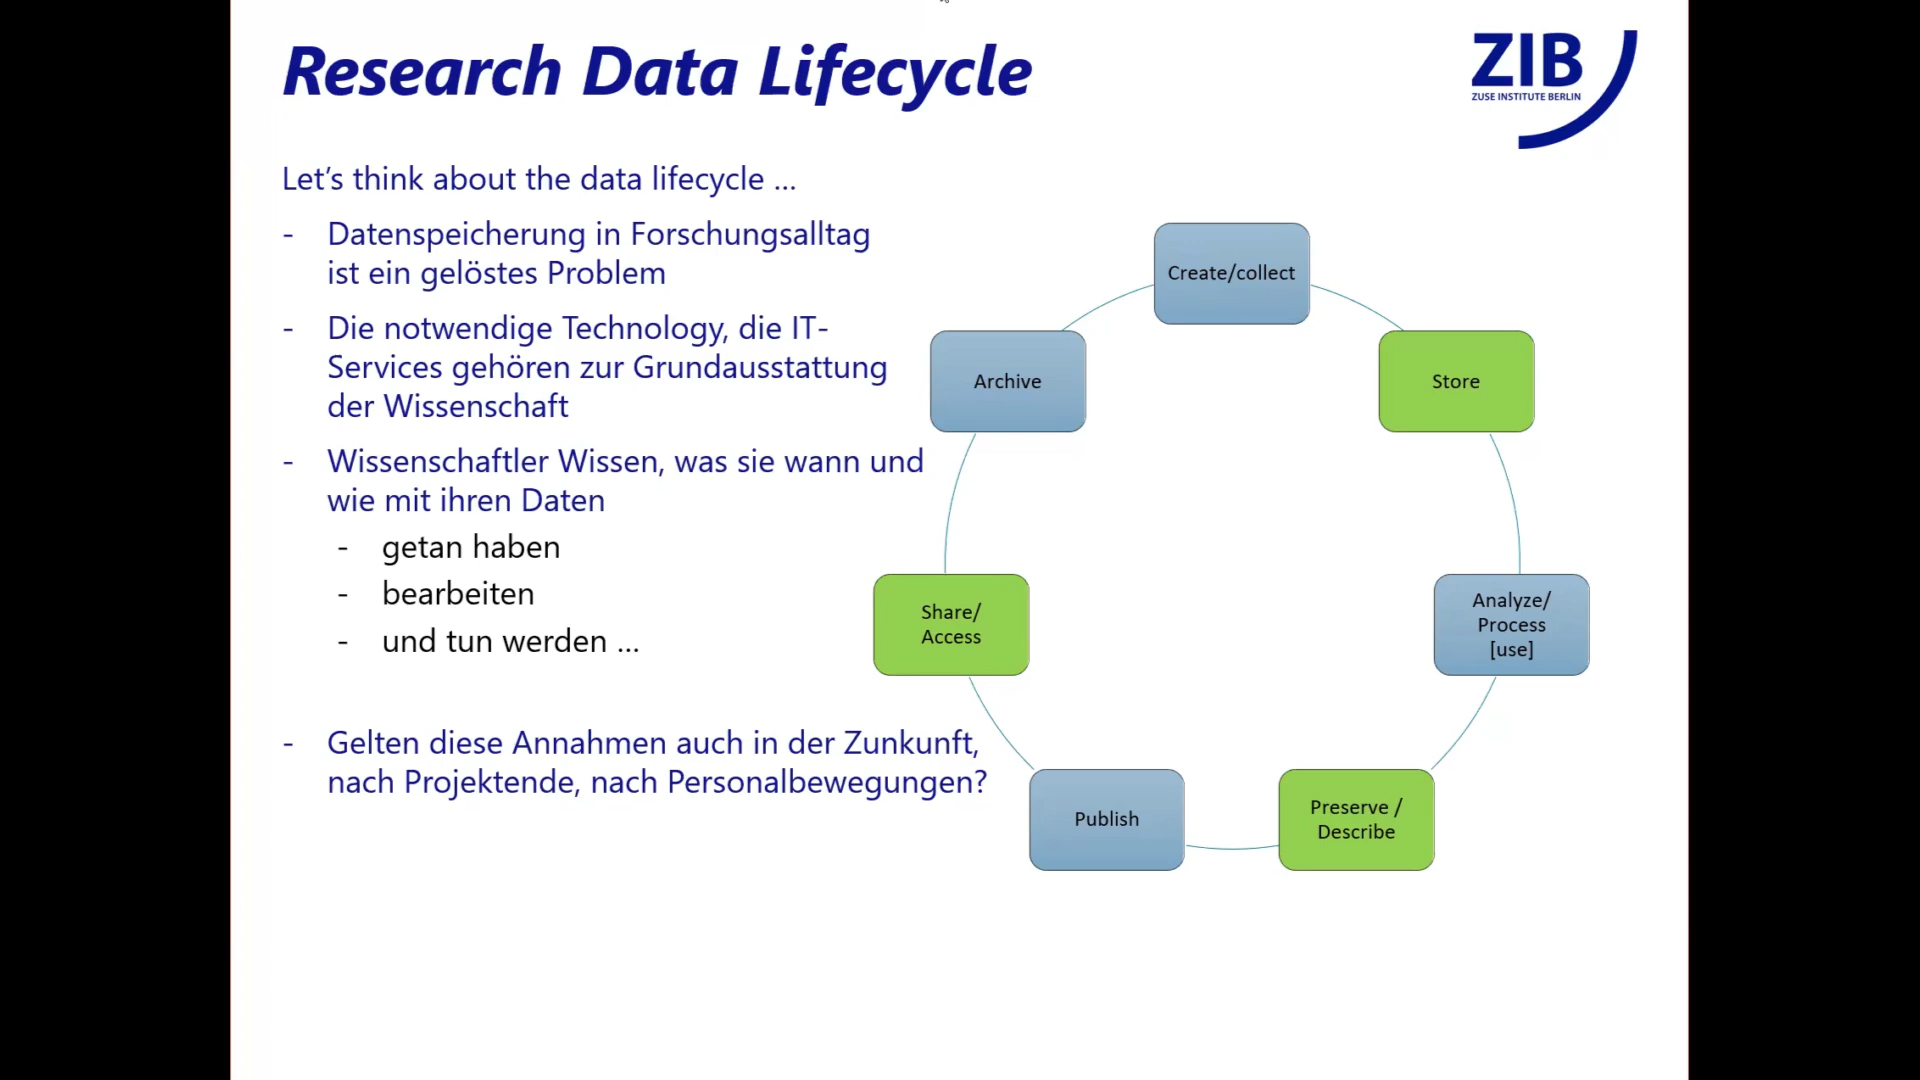 Research Data Lifecycle
ZIB
ZUSE INSTITUTE BERLIN
Let's think about the data lifecycle ...
- Datenspeicherung in Forschungsalltag
ist ein gelöstes Problem
- Die notwendige Technology, die IT-
Services gehören zur Grundausstattung
der Wissenschaft
- Wissenschaftler Wissen, was sie wann und
wie mit ihren Daten
- getan haben
- bearbeiten
- und tun werden ...
- Gelten diese Annahmen auch in der Zunkunft,
nach Projektende, nach Personalbewegungen?
Create/collect
Store
Analyze/
Process
[use]
Preserve /
Describe
Publish
Share/
Access
Archive